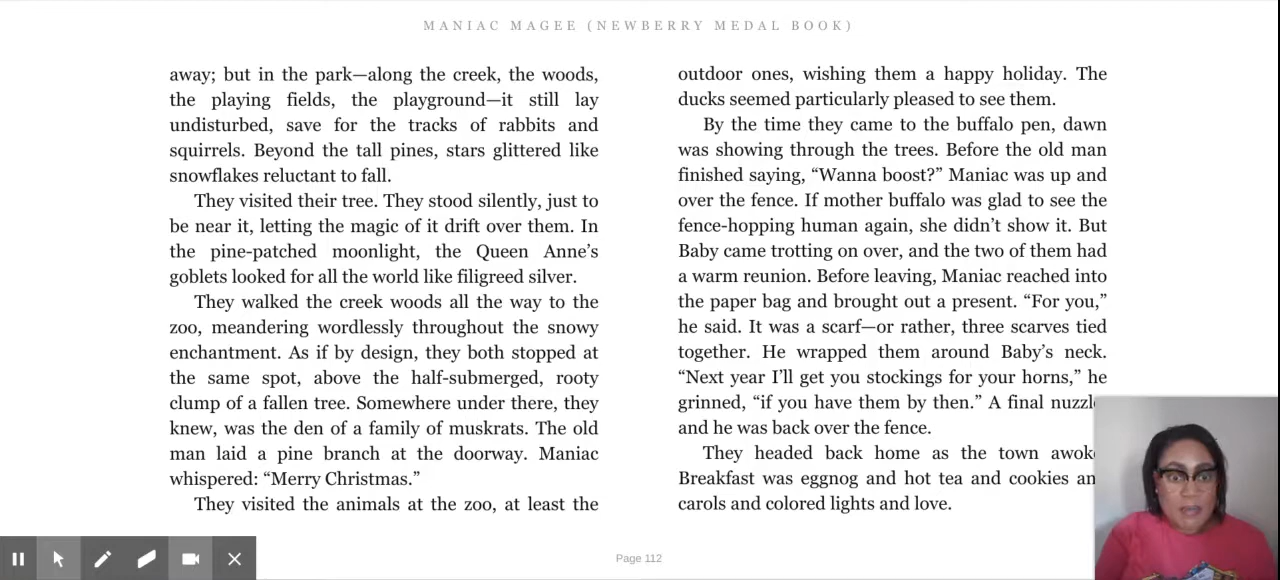 MANIAC MAGEE (NEWBERRY MEDAL BOOK)
away; but in the park—along the creek, the woods,
the playing fields, the playground—it still lay
undisturbed, save for the tracks of rabbits and
squirrels. Beyond the tall pines, stars glittered like
snowflakes reluctant to fall.
They visited their tree. They stood silently, just to
be near it, letting the magic of it drift over them. In
the pine-patched moonlight, the Queen Anne’s
goblets looked for all the world like filigreed silver.
They walked the creek woods all the way to the
zoo, meandering wordlessly throughout the snowy
enchantment. As if by design, they both stopped at
the same spot, above the half-submerged, rooty
clump of a fallen tree. Somewhere under there, they
knew, was the den of a family of muskrats. The old
man laid a pine branch at the doorway. Maniac
whispered: “Merry Christmas.”
They visited the animals at the zoo, at least the
outdoor ones, wishing them a happy holiday. The
ducks seemed particularly pleased to see them.
By the time they came to the buffalo pen, dawn
was showing through the trees. Before the old man
finished saying, “Wanna boost?” Maniac was up and
over the fence. If mother buffalo was glad to see the
fence-hopping human again, she didn’t show it. But
Baby came trotting on over, and the two of them had
a warm reunion. Before leaving, Maniac reached into
the paper bag and brought out a present. “For you,”
he said. It was a scarf—or rather, three scarves tied
together. He wrapped them around Baby’s neck.
“Next year I’ll get you stockings for your horns,” he
grinned, “if you have them by then.” A final nuzzl
and he was back over the fence.
They headed back home as the town awok
Breakfast was eggnog and hot tea and cookies an
carols and colored lights and love.
Page 112